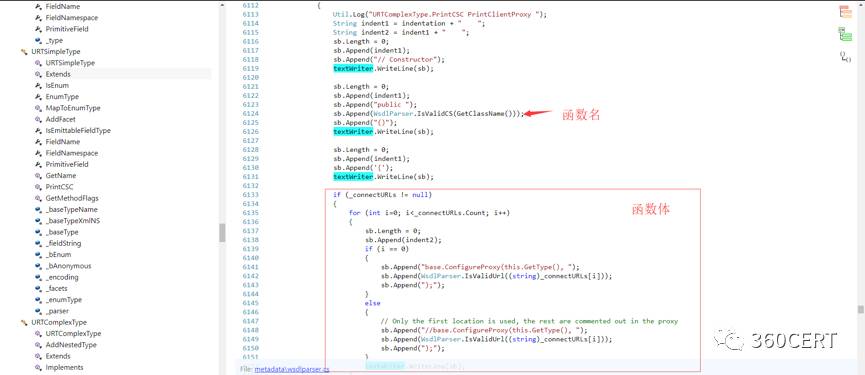 FieldName
FieldNamespace
PrimitiveField
_type
URTSimpleType
URTSimpleType
Extends
IsEnum
EnumType
MapToEnumType
AddFacet
IsEmittableFieldType
FieldName
FieldNamespace
PrimitiveField
GetName
PrintCSC
GetMethodFlags
_baseTypeName
_baseTypeXmlNS
_baseType
_fieldString
_bEnum
_bAnonymous
_encoding
_facets
_enumType
_parser
URTComplexType
URTComplexType
AddNestedType
Extends
Implements
6112 {
6113 Util.Log("URTComplexType.PrintCSC PrintClientProxy ");
6114 String indent1 = indentation + "    ";
6115 String indent2 = indent1 + "    ";
6116 sb.Length = 0;
6117 sb.Append(indent1);
6118 sb.Append("// Constructor");
6119 textWriter.WriteLine(sb);
6120
6121 sb.Length = 0;
6122 sb.Append(indent1);
6123 sb.Append("public ");
6124 sb.Append(WsdlParser.IsValidCS(GetClassName())); 函数名
6125 sb.Append("()");
6126 textWriter.WriteLine(sb);
6127
6128 sb.Length = 0;
6129 sb.Append(indent1);
6130 sb.Append('{');
6131 textWriter.WriteLine(sb);
6132
6133 if (_connectURLs != null)
6134 { 函数体
6135 for (int i=0; i<_connectURLs.Count; i++)
6136 {
6137 sb.Length = 0;
6138 sb.Append(indent2);
6139 if (i == 0)
6140 {
6141 sb.Append("base.ConfigureProxy(this.GetType(), ");
6142 sb.Append(WsdlParser.IsValidUrl((string)_connectURLs[i]));
6143 sb.Append(");");
6144 }
6145 else
6146 {
6147 // Only the first location is used, the rest are commented out in the proxy
6148 sb.Append("//base.ConfigureProxy(this.GetType(), ");
6149 sb.Append(WsdlParser.IsValidUrl((string)_connectURLs[i]));
6150 sb.Append(");");
6151 }
textWriter.WriteLine(sb);
File: metadata\wsdlparser.cs
360CERT